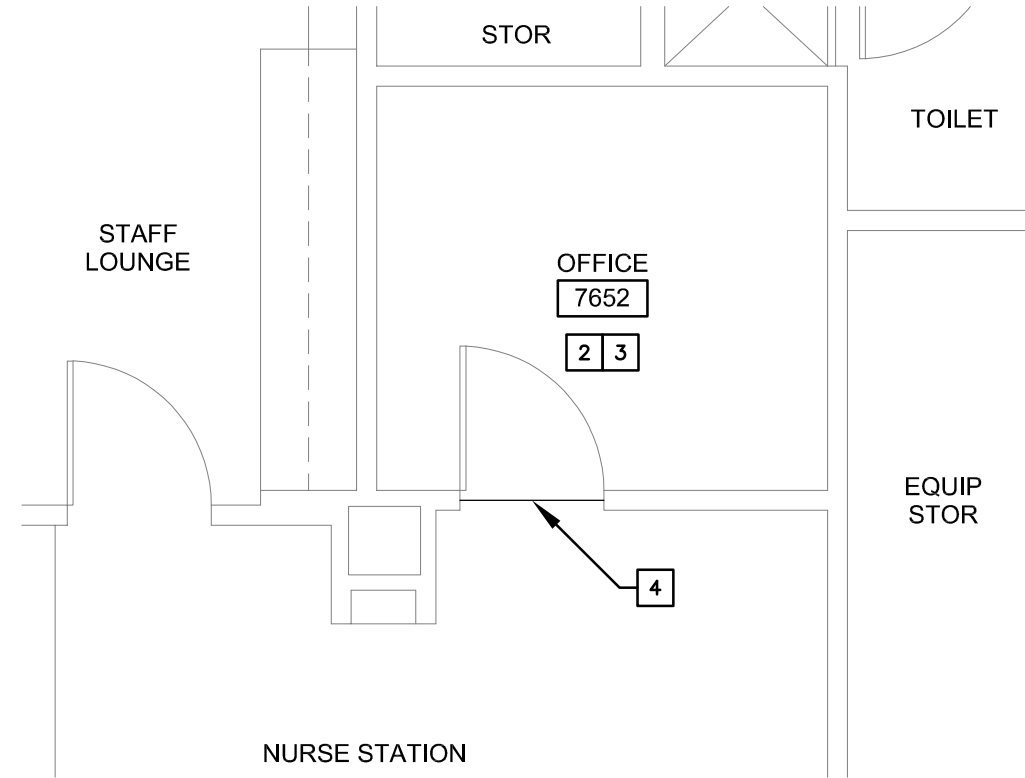 STOR
TOILET
STAFF
LOUNGE
OFFICE
7652
2 3
EQUIP
STOR
4
NURSE STATION